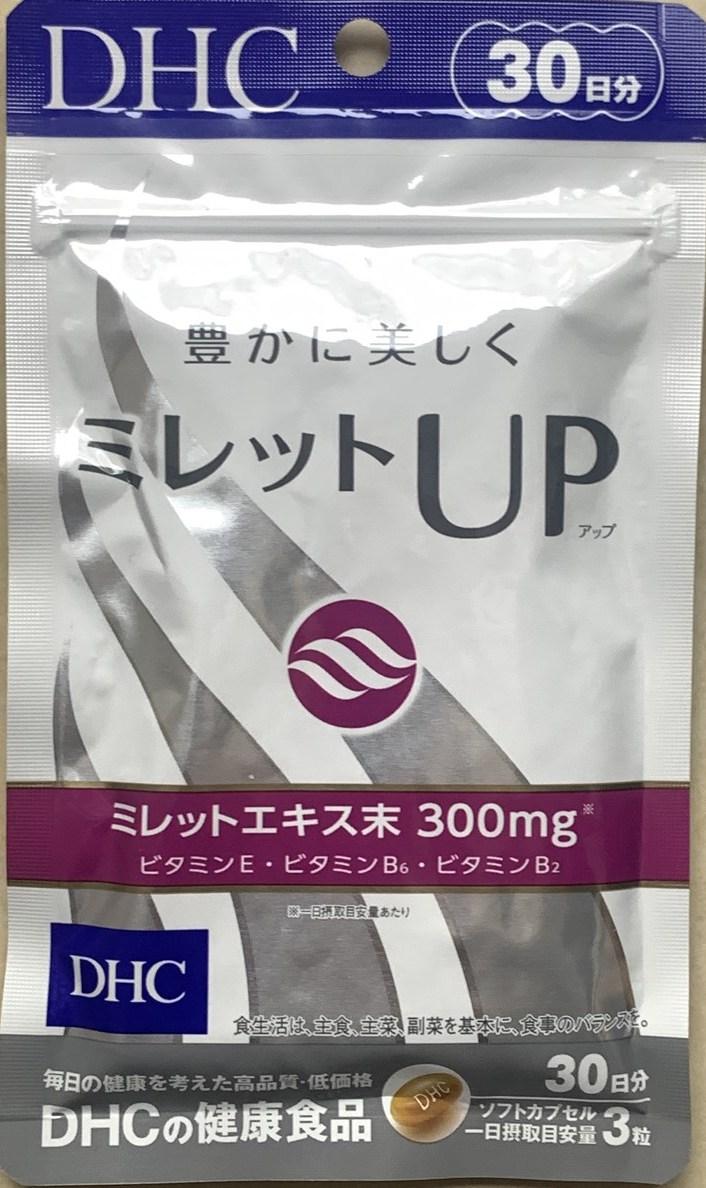 DHC
30日分
豊かに美しく
ミレットUP
アップ
ミレットエキス末 300mg※
ビタミンE・ビタミンB6・ビタミンB2
※一日摂取目安量あたり
DHC
食生活は、主食、主菜、副菜を基本に、食事のバランスを。
毎日の健康を考えた高品質・低価格
DHCの健康食品
DHC
30日分
ソフトカプセル
一日摂取目安量3粒